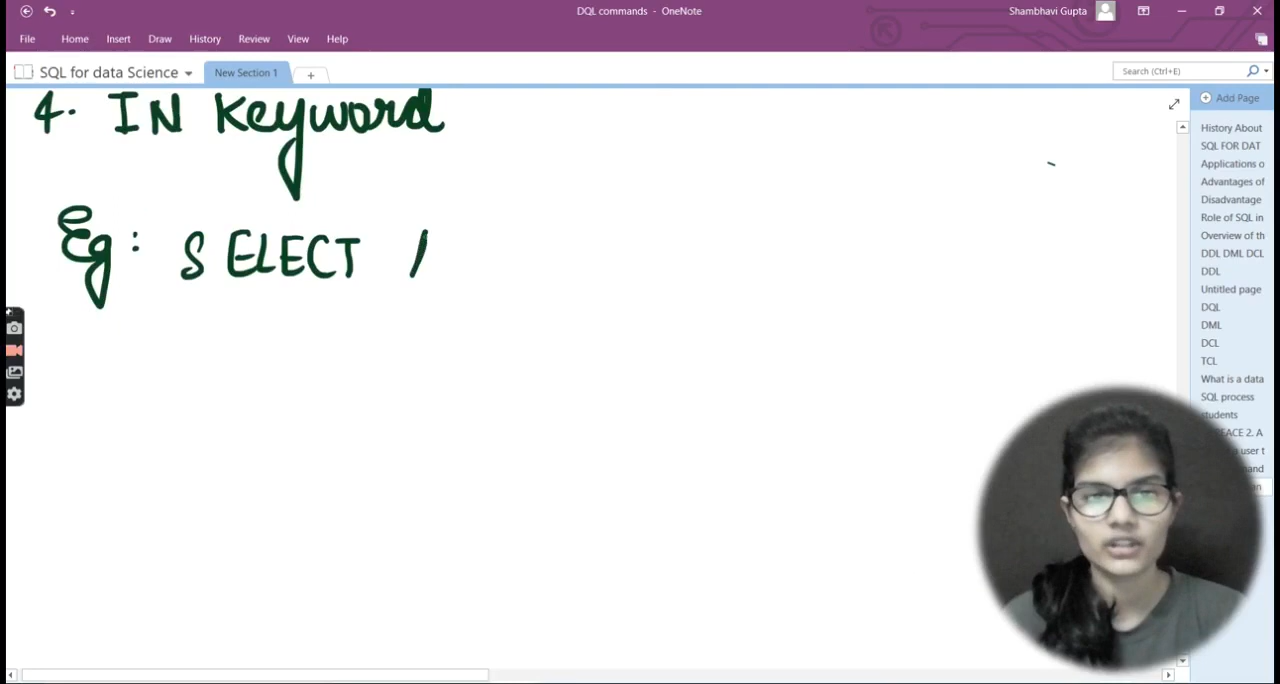 DQL commands - OneNote
Shambhavi Gupta
File Home Insert Draw History Review View Help
SQL for data Science
New Section 1
+
Search (Ctrl+E)
Add Page
4. IN Keyword
Eg: SELECT
History About
SQL FOR DAT
Applications o
Advantages of
Disadvantage
Role of SQL in
Overview of th
DDL DML DCL
DDL
Untitled page
DQL
DML
DCL
TCL
What is a data
SQL process
students
FACE 2. A
user t